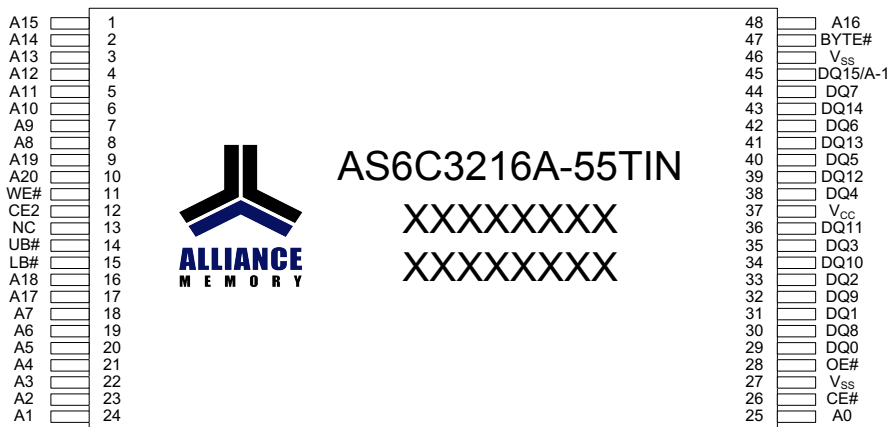 A15 1 48 A16
A14 2 47 BYTE#
A13 3 46 VSS
A12 4 45 DQ15/A-1
A11 5 44 DQ7
A10 6 43 DQ14
A9 7 42 DQ6
A8 8 41 DQ13
A19 9 40 DQ5
A20 10 39 DQ12
WE# 11 38 DQ4
CE2 12 37 VCC
NC 13 36 DQ11
UB# 14 35 DQ3
LB# 15 34 DQ10
A18 16 33 DQ2
A17 17 32 DQ9
A7 18 31 DQ1
A6 19 30 DQ8
A5 20 29 DQ0
A4 21 28 OE#
A3 22 27 VSS
A2 23 26 CE#
A1 24 25 A0
ALLIANCE
MEMORY
AS6C3216A-55TIN
XXXXXXXX
XXXXXXXX